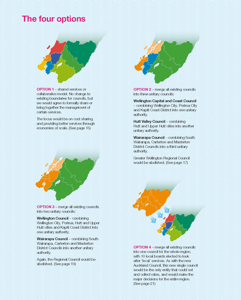 The four options
OPTION 1 - shared services or
collaborative model. No change to
existing boundaries for councils, but
we would agree to formally share or
bring together the management of
certain services.
The focus would be on cost sharing
and providing better services through
economies of scale. (See page 15)
OPTION 2 - merge all existing councils
into three unitary councils:
Wellington Capital and Coast Council
- combining Wellington City, Porirua City
and Kapiti Coast District Councils into
one unitary authority.
Hutt Valley Council - combining
Hutt and Upper Hutt cities into another
unitary authority.
Wairarapa Council - combining South
Wairarapa, Carterton and Masterton
District Councils into a third unitary
authority.
Greater Wellington Regional Council
would be abolished. (See page 17)
OPTION 3 - merge all existing councils
into two unitary councils:
Wellington Council - combining
Wellington City, Porirua, Hutt and Upper
Hutt cities and Kapiti Coast District into
one unitary authority.
Wairarapa Council - combining South
Wairarapa, Carterton and Masterton
District Councils into another unitary
authority.
Again, the Regional Council would be
abolished. (See page 19)
OPTION 4 - merge all existing councils
into one council for the whole region,
with 10 local boards elected to look
after 'local' services. As with the new
Auckland Council, this new single council
would be the only entity that could set
and collect rates, and would make the
major decisions for the entire region.
(See page 21)